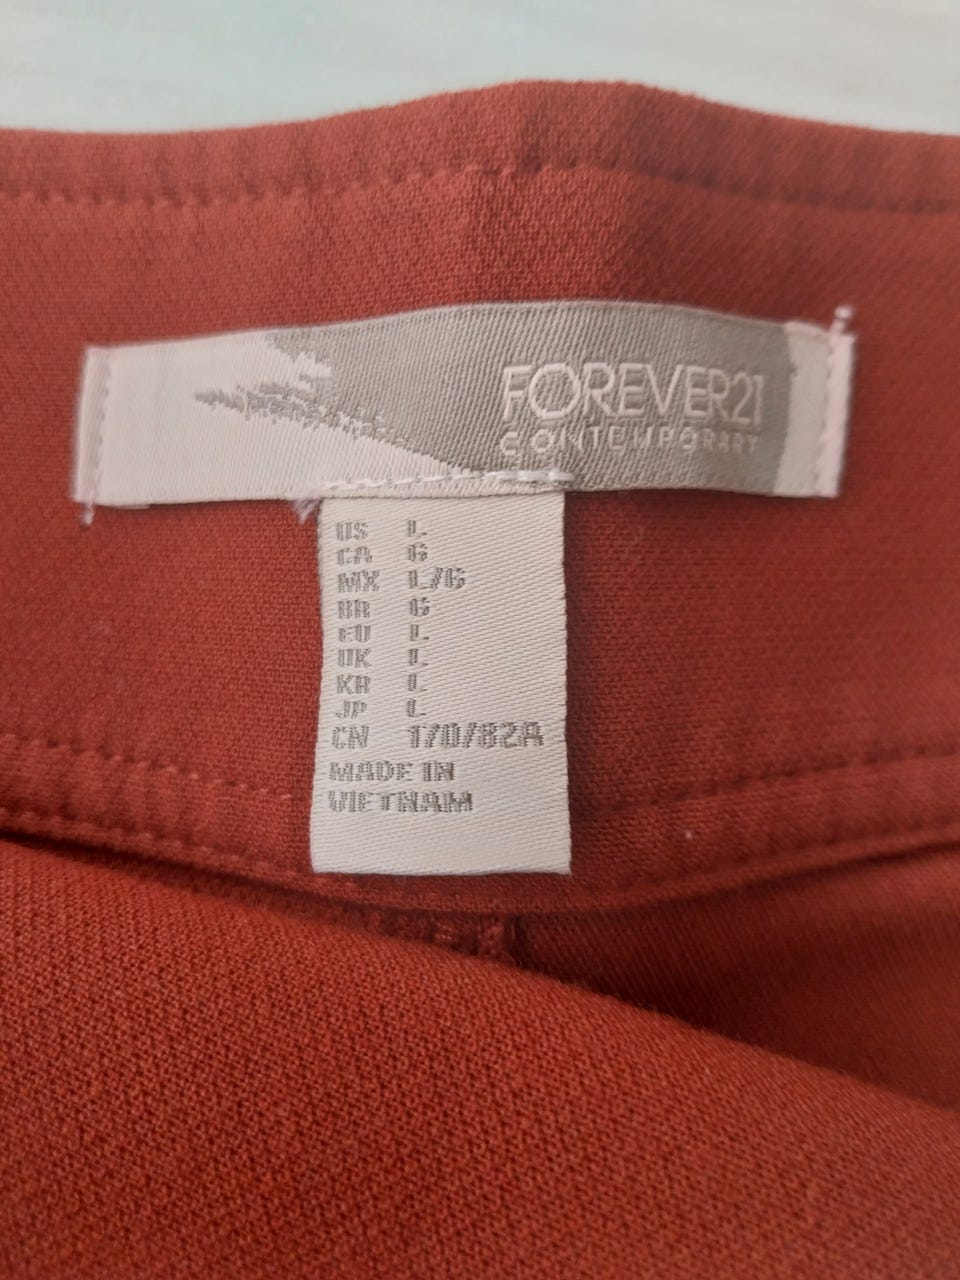 FOREVER21
CONTEMPORARY
US L
CA G
MX L/G
BR G
EU L
UK L
KR L
JP L
CN 170/82A
MADE IN
VIETNAM